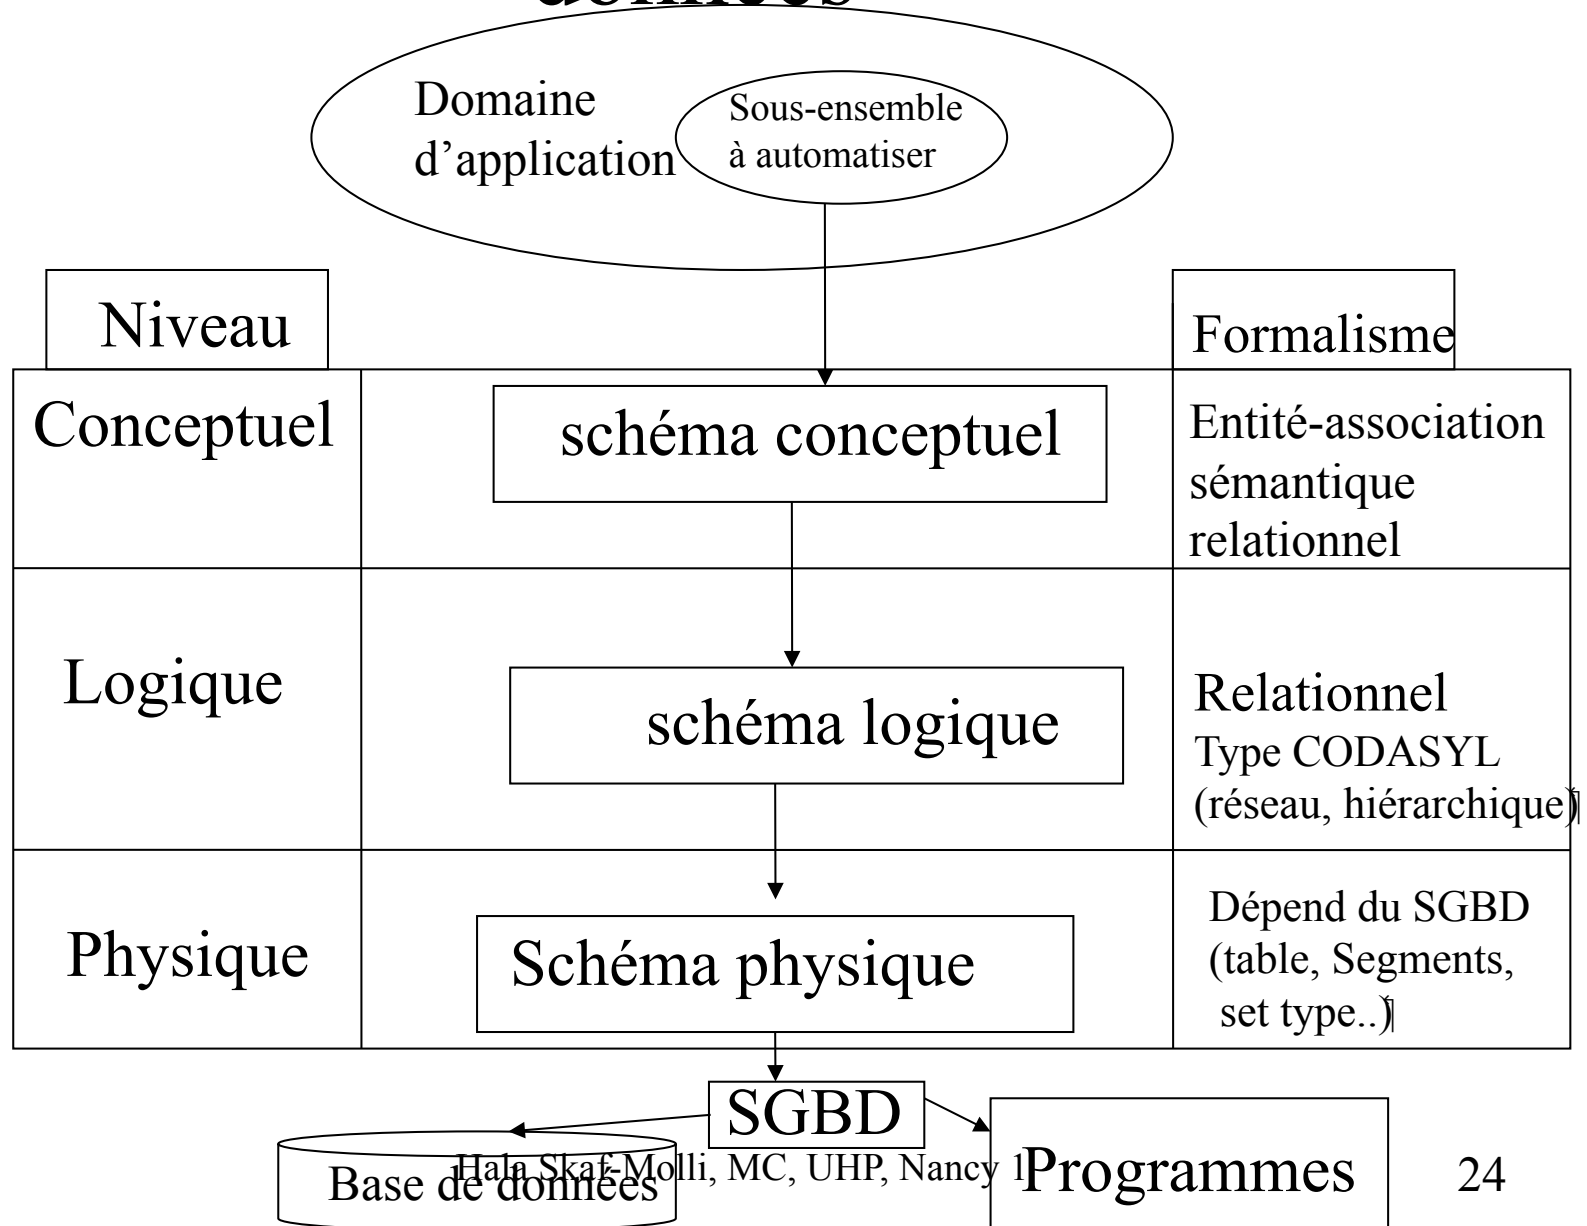 données
Domaine
d’application
Sous-ensemble
à automatiser
Niveau
Formalisme
Conceptuel
schéma conceptuel
Entité-association
sémantique
relationnel
Logique
schéma logique
Relationnel
Type CODASYL
(réseau, hiérarchique)
Physique
Schéma physique
Dépend du SGBD
(table, Segments,
set type..)
SGBD
Base de données
Hala Skaf-Molli, MC, UHP, Nancy 1
Programmes
24